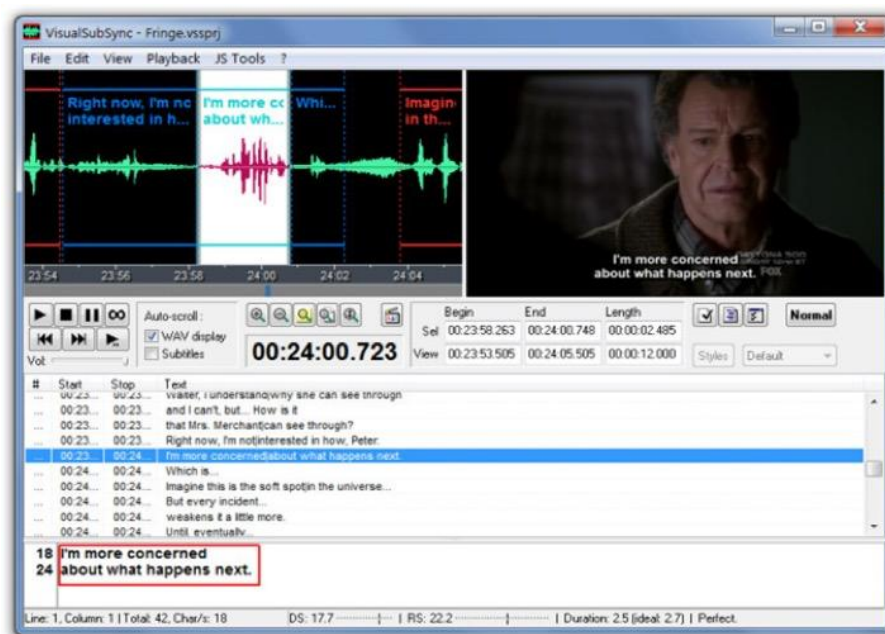 VisualSubSync - Fringe.vssprj
File Edit View Playback JS Tools ?
Right now, I'm nc
interested in h...
I'm more cc
about wh...
Whi...
Imagin
in th...
23:54 23:56 23:58 24:00 24:02 24:04
I'm more concerned
about what happens next.
FOX
Auto-scroll :
WAV display
Subtitles
Vol:
00:24:00.723
Begin End Length
Sel 00:23:58.263 00:24:00.748 00:00:02.485
View 00:23:53.505 00:24:05.505 00:00:12.000
Normal
Styles Default
# Start Stop Text
... 00:23... 00:23... Walter, I understand|why she can see through
... 00:23... 00:23... and I can't, but... How is it
... 00:23... 00:23... that Mrs. Merchant|can see through?
... 00:23... 00:23... Right now, I'm not|interested in how, Peter.
... 00:23... 00:24... I'm more concerned|about what happens next.
... 00:24... 00:24... Which is...
... 00:24... 00:24... Imagine this is the soft spot|in the universe...
... 00:24... 00:24... But every incident...
... 00:24... 00:24... weakens it a little more.
... 00:24... 00:24... Until, eventually...
18 I'm more concerned
24 about what happens next.
Line: 1, Column: 1 | Total: 42, Char/s: 18 DS: 17.7 | RS: 22.2 | Duration: 2.5 (ideal: 2.7) | Perfect.